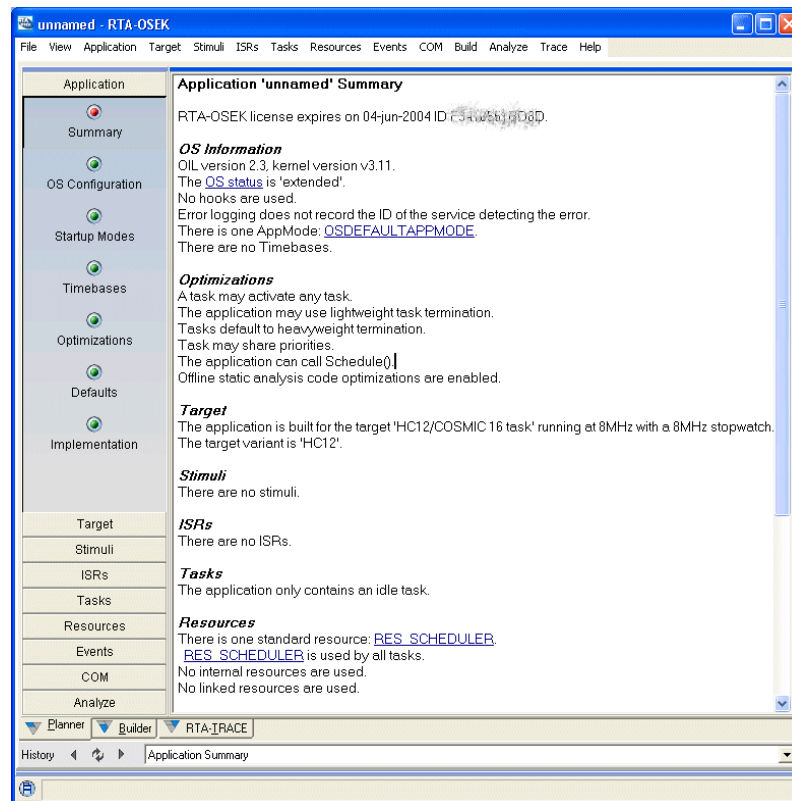 unnamed - RTA-OSEK
File View Application Target Stimuli ISRs Tasks Resources Events COM Build Analyze Trace Help
Application
Summary
OS Configuration
Startup Modes
Timebases
Optimizations
Defaults
Implementation
Target
Stimuli
ISRs
Tasks
Resources
Events
COM
Analyze
Application 'unnamed' Summary
RTA-OSEK license expires on 04-jun-2004 ID
OS Information
OIL version 2.3, kernel version v3.11.
The OS status is 'extended'.
No hooks are used.
Error logging does not record the ID of the service detecting the error.
There is one AppMode: OSDEFAULTAPPMODE.
There are no Timebases.
Optimizations
A task may activate any task.
The application may use lightweight task termination.
Tasks default to heavyweight termination.
Task may share priorities.
The application can call Schedule().
Offline static analysis code optimizations are enabled.
Target
The application is built for the target 'HC12/COSMIC 16 task' running at 8MHz with a 8MHz stopwatch.
The target variant is 'HC12'.
Stimuli
There are no stimuli.
ISRs
There are no ISRs.
Tasks
The application only contains an idle task.
Resources
There is one standard resource: RES_SCHEDULER.
RES_SCHEDULER is used by all tasks.
No internal resources are used.
No linked resources are used.
Planner Builder RTA-TRACE
History Application Summary